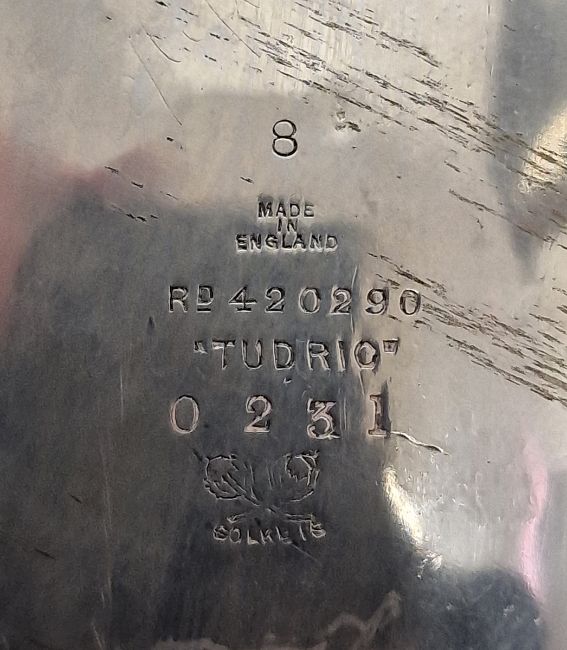 8
MADE
IN
ENGLAND
RD 420290
"TUDRIC"
0231
SOLKETS